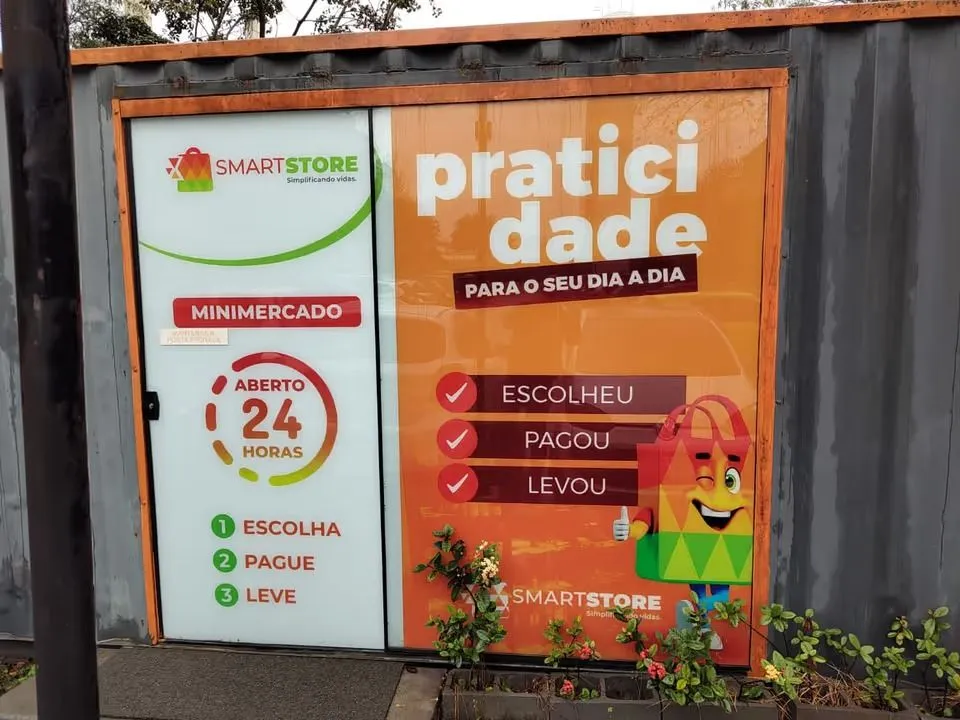 SMARTSTORE
Simplificando vidas.
MINIMERCADO
ABERTO
24
HORAS
1 ESCOLHA
2 PAGUE
3 LEVE
pratici
dade
PARA O SEU DIA A DIA
ESCOLHEU
PAGOU
LEVOU
SMARTSTORE
Simplificando vidas.